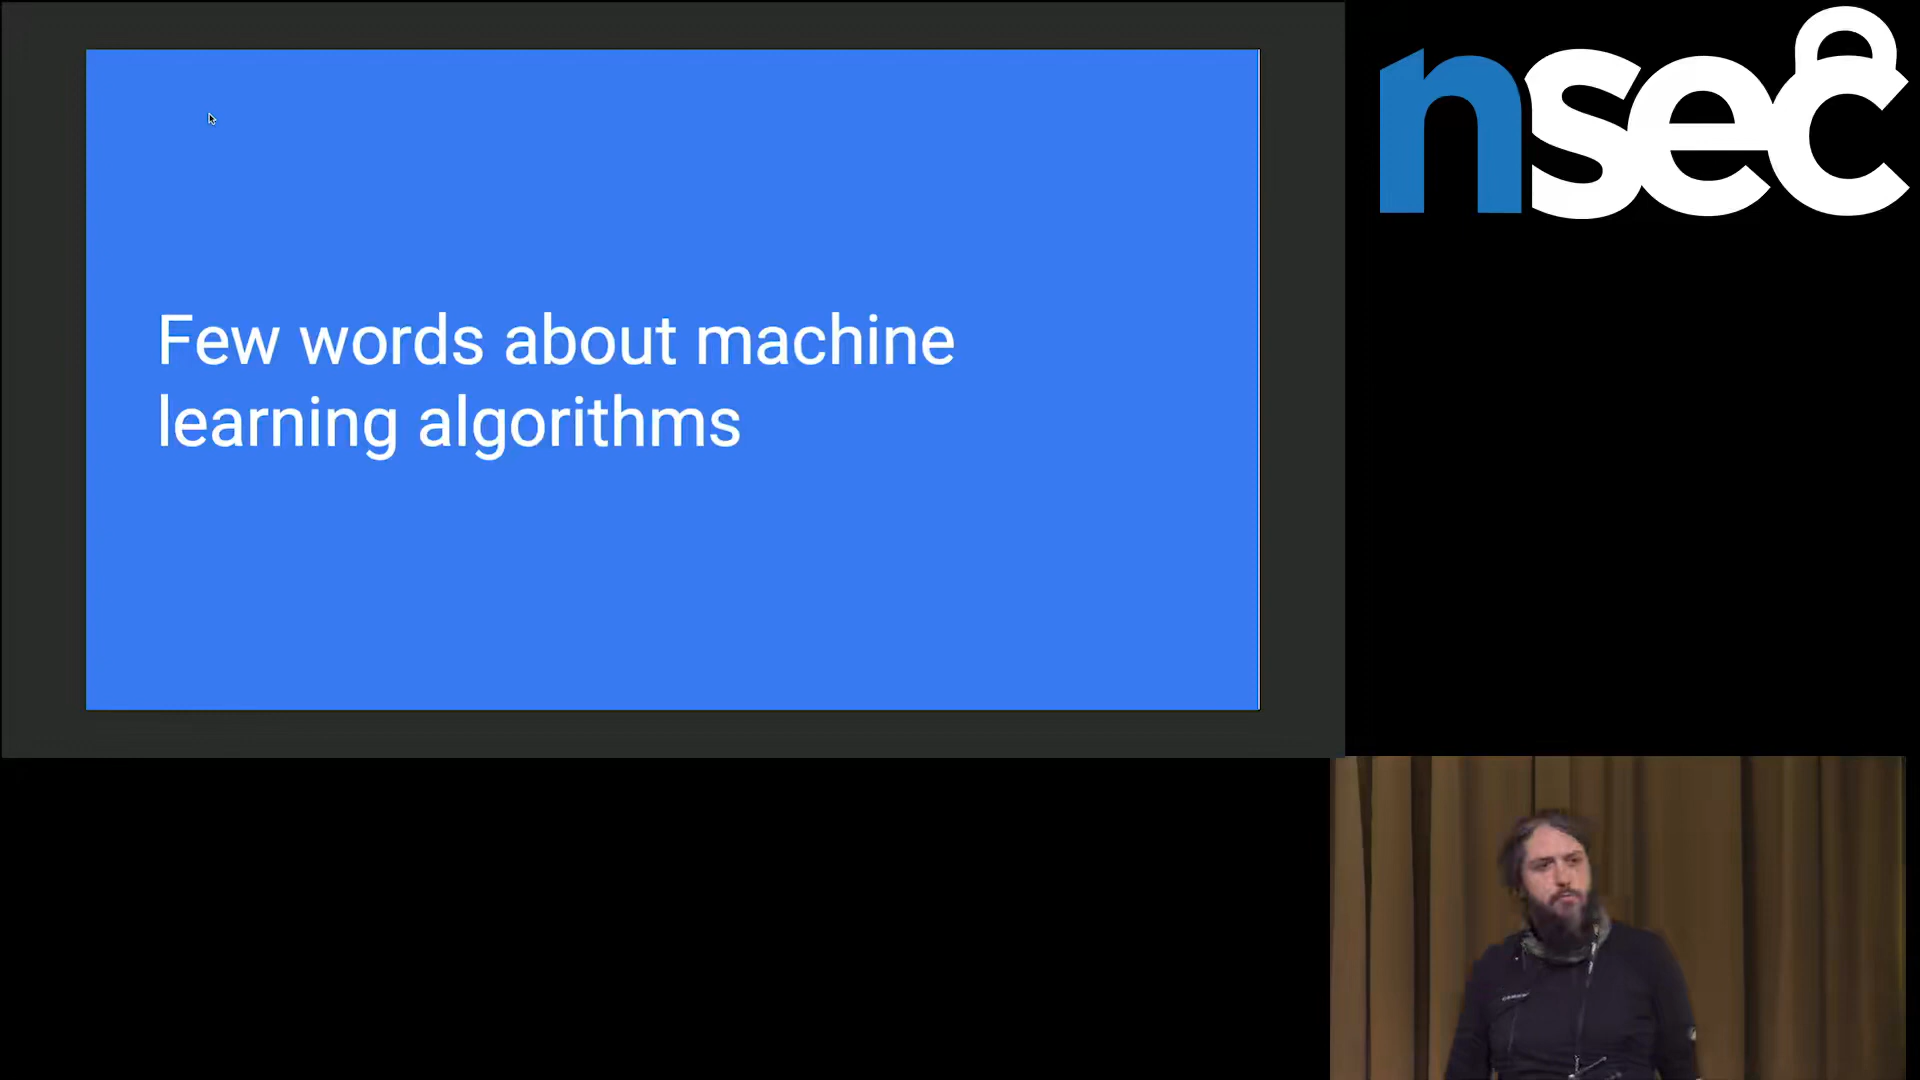 Few words about machine
learning algorithms
nsec